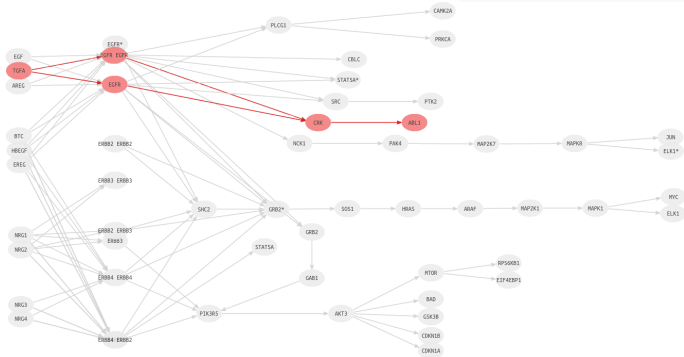 CAMK2A
PLCG1
PRKCA
EGFR*
EGFR EGFR
EGF
CBLC
TGFA
STAT5A*
AREG
EGFR
SRC
PTK2
CRK
ABL1
BTC
ERBB2 ERBB2
NCK1
PAK4
MAP2K7
MAPK8
JUN
HBEGF
ELK1*
EREG
ERBB3 ERBB3
MYC
SHC2
GRB2*
SOS1
HRAS
ARAF
MAP2K1
MAPK1
ELK1
NRG1
ERBB2 ERBB3
GRB2
ERBB3
NRG2
STAT5A
RPS6KB1
ERBB4 ERBB4
GAB1
MTOR
EIF4EBP1
NRG3
BAD
PIK3R5
AKT3
GSK3B
NRG4
ERBB4 ERBB2
CDKN1B
CDKN1A